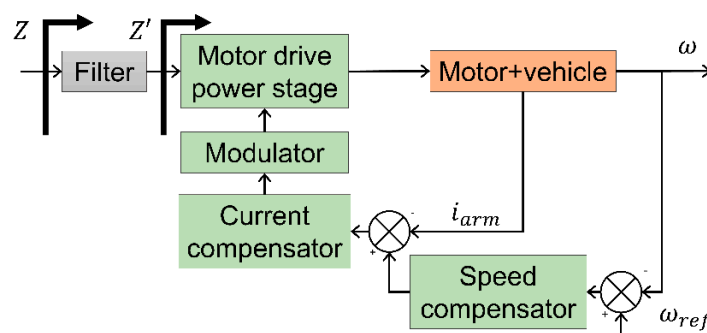 Z
Z′
Filter
Motor drive
power stage
Motor+vehicle
ω
Modulator
Current
compensator
-
+
i_arm
Speed
compensator
-
+
ω_ref